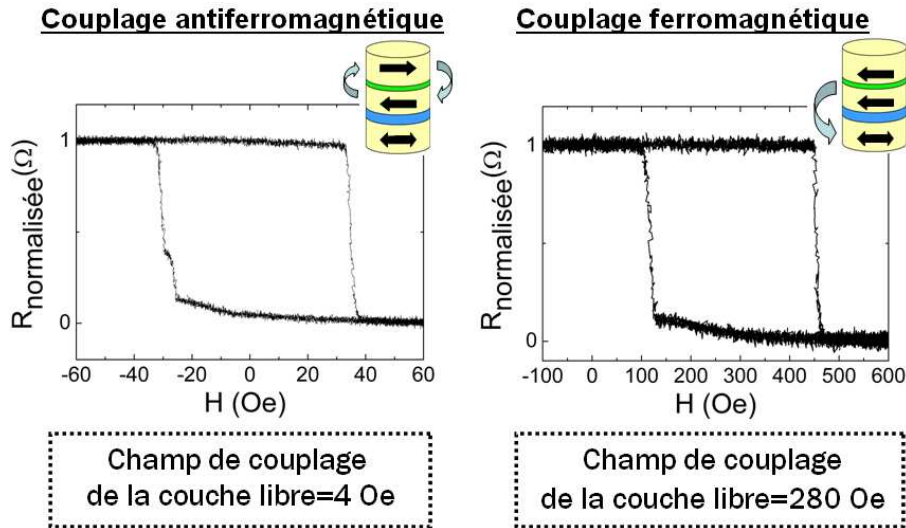 Couplage antiferromagnétique
1
0
-60 -40 -20 0 20 40 60
R normalisée (Ω)
H (Oe)
Champ de couplage
de la couche libre=4 Oe
Couplage ferromagnétique
1
0
-100 0 100 200 300 400 500 600
R normalisée (Ω)
H (Oe)
Champ de couplage
de la couche libre=280 Oe